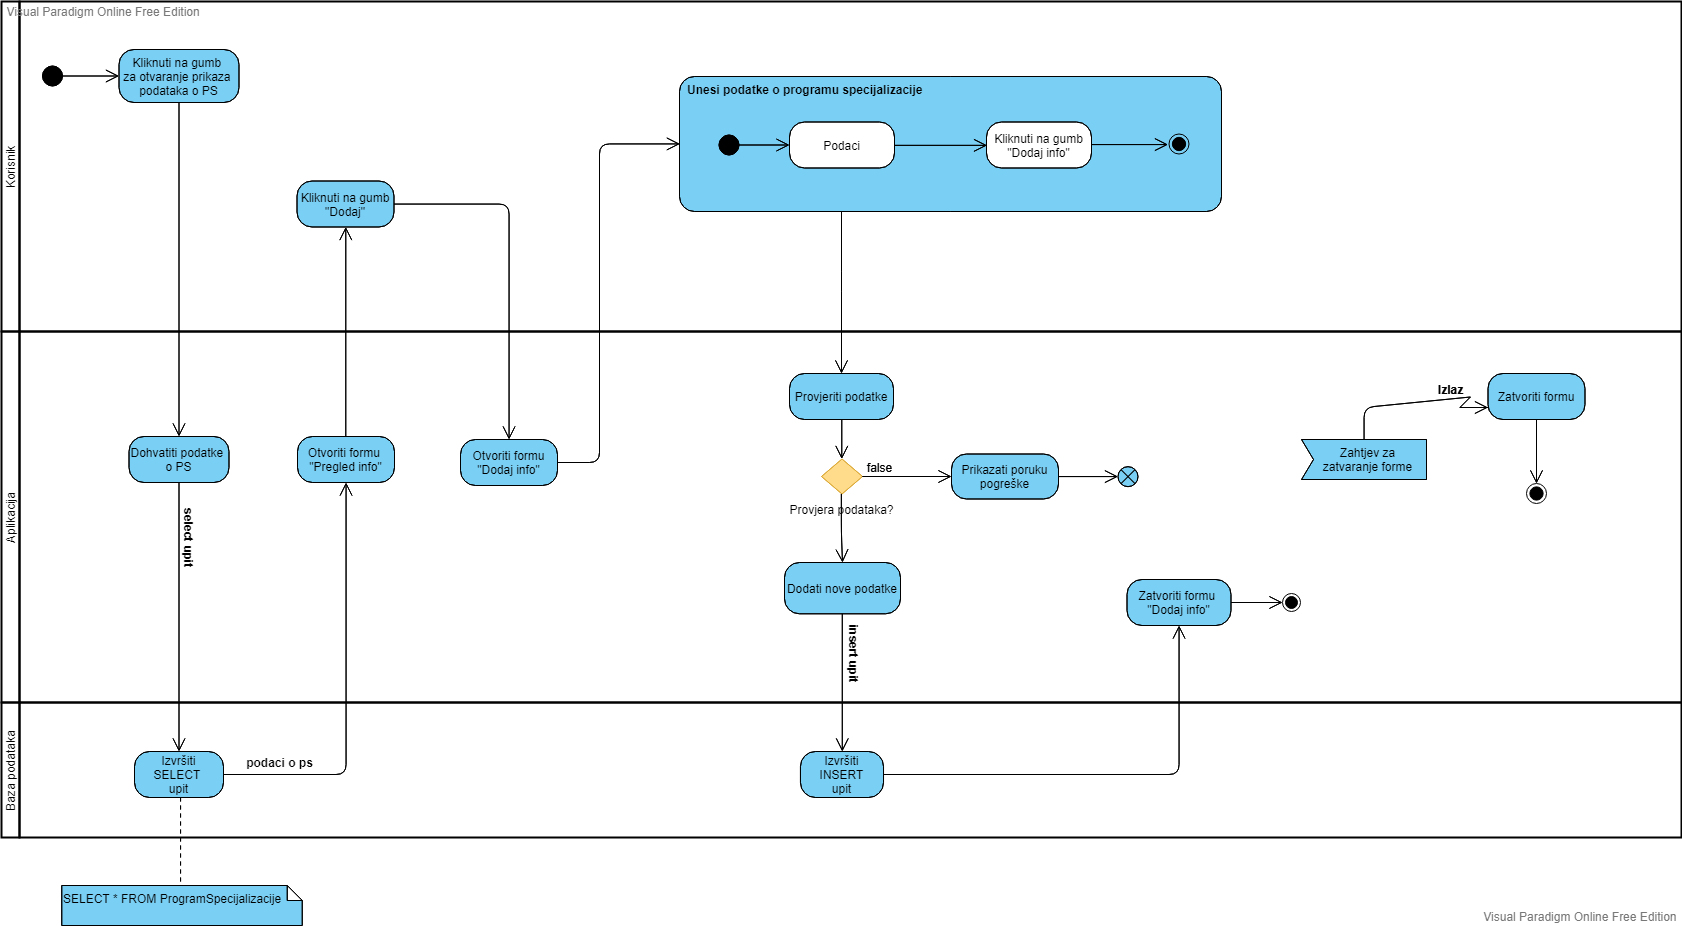 Visual Paradigm Online Free Edition
Korisnik
Kliknuti na gumb
za otvaranje prikaza
podataka o PS
Kliknuti na gumb
"Dodaj"
Unesi podatke o programu specijalizacije
Podaci
Kliknuti na gumb
"Dodaj info"
Aplikacija
Dohvatiti podatke
o PS
select upit
Otvoriti formu
"Pregled info"
Otvoriti formu
"Dodaj info"
Provjeriti podatke
false
Provjera podataka?
Prikazati poruku
pogreške
Dodati nove podatke
insert upit
Zatvoriti formu
"Dodaj info"
Zahtjev za
zatvaranje forme
Izlaz
Zatvoriti formu
Baza podataka
Izvršiti
SELECT
upit
podaci o ps
Izvršiti
INSERT
upit
SELECT * FROM ProgramSpecijalizacije
Visual Paradigm Online Free Edition